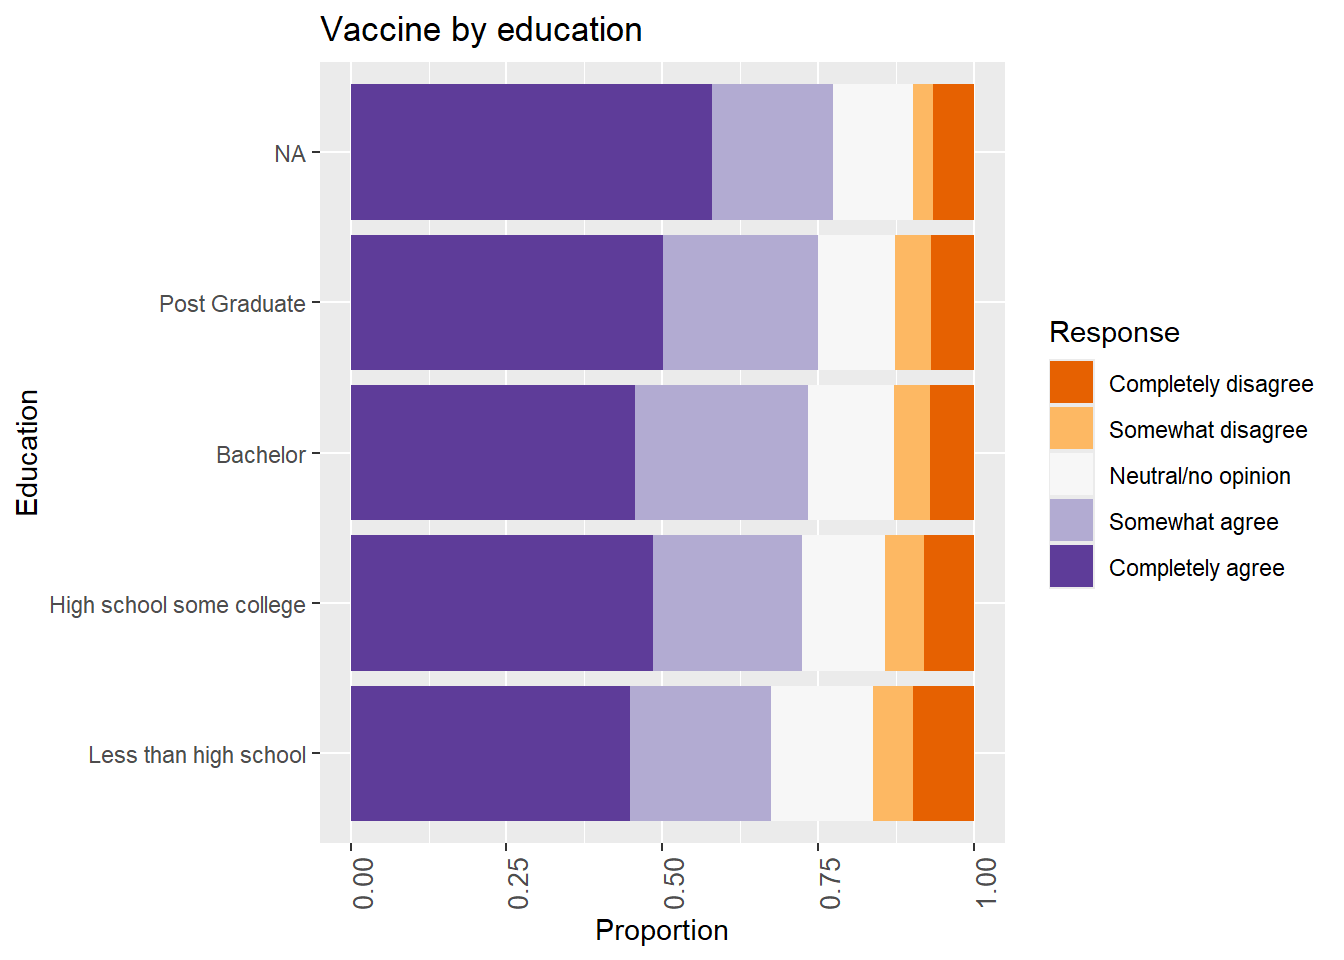 Vaccine by education
NA
Post Graduate
Bachelor
High school some college
Less than high school
Education
0.00
0.25
0.50
0.75
1.00
Proportion
Response
Completely disagree
Somewhat disagree
Neutral/no opinion
Somewhat agree
Completely agree